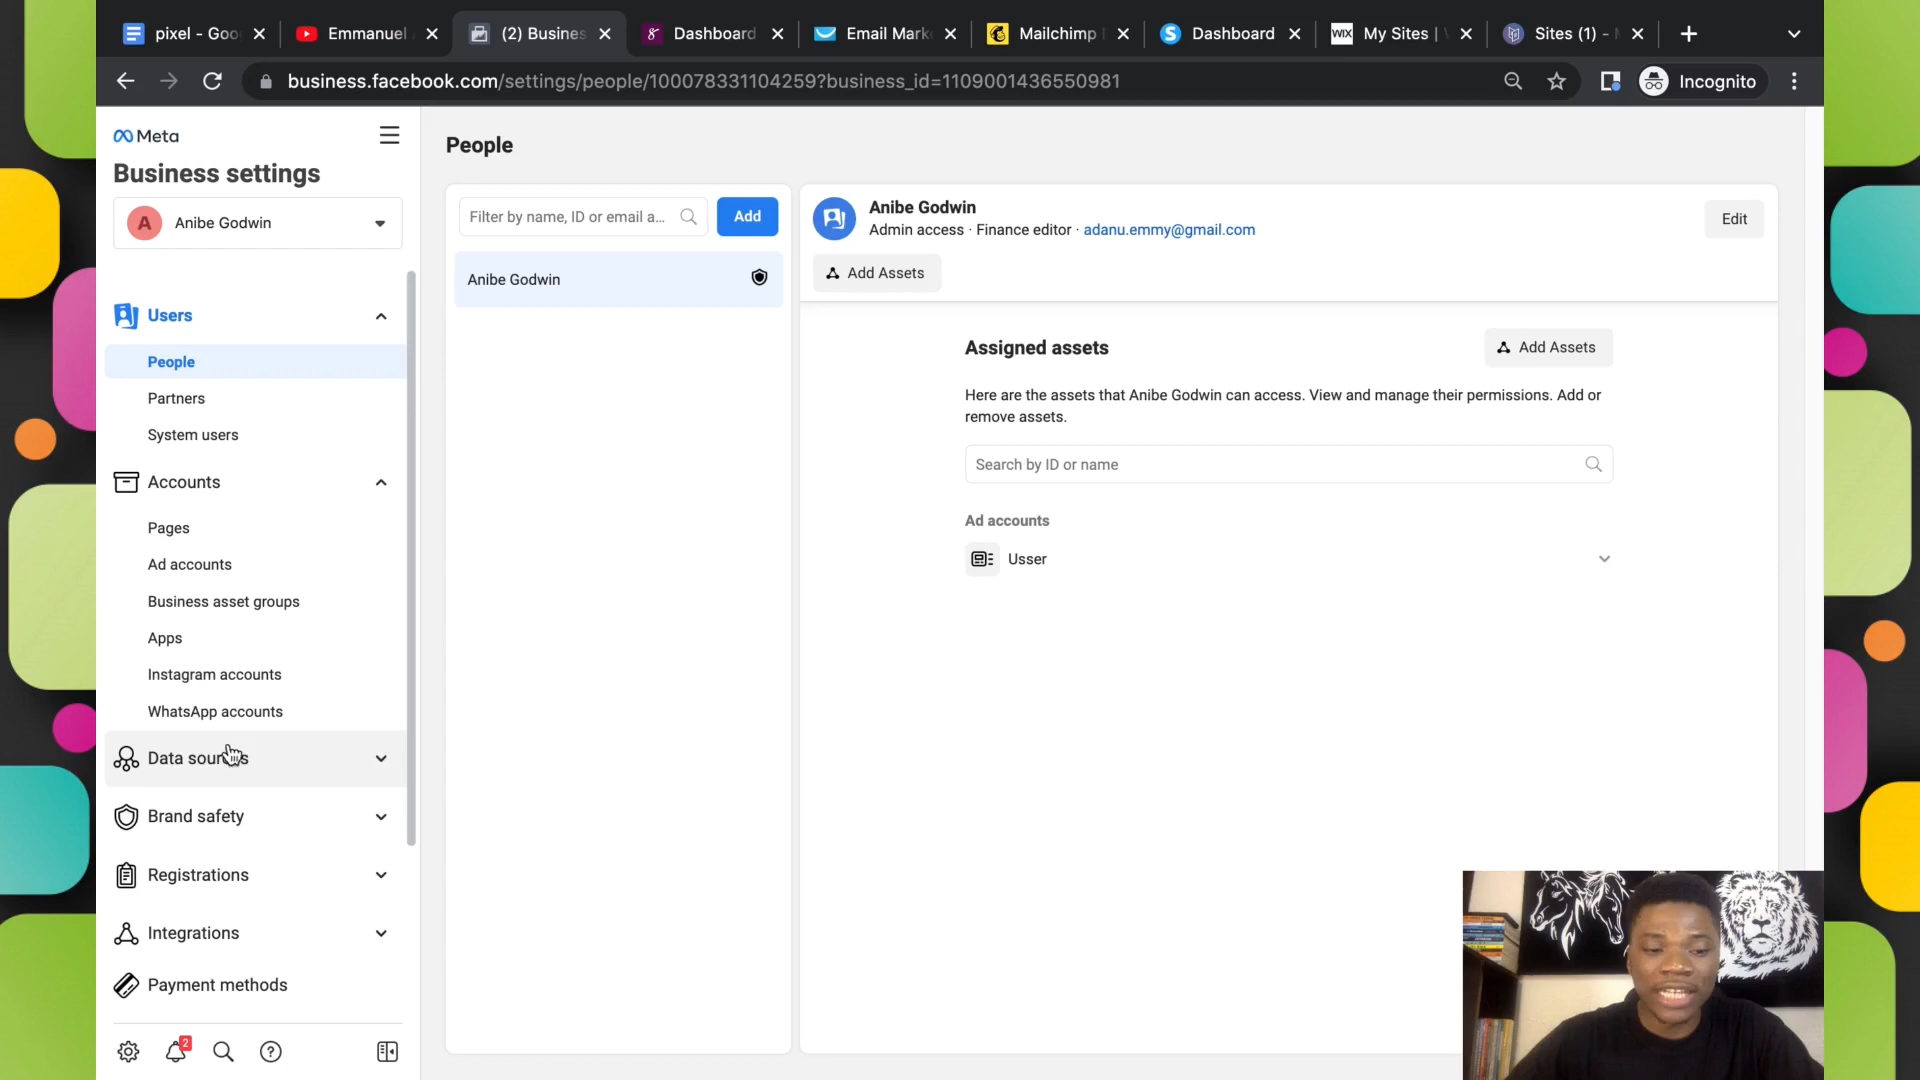 pixel - Goo
Emmanuel
(2) Busines
Dashboard
Email Mark
Mailchimp
Dashboard
WIX
My Sites |
Sites (1) -
business.facebook.com/settings/people/100078331104259?business_id=1109001436550981
Incognito
Meta
Business settings
A
Anibe Godwin
Users
People
Partners
System users
Accounts
Pages
Ad accounts
Business asset groups
Apps
Instagram accounts
WhatsApp accounts
Data sources
Brand safety
Registrations
Integrations
Payment methods
2
People
Filter by name, ID or email a...
Add
Anibe Godwin
Anibe Godwin
Admin access · Finance editor · adanu.emmy@gmail.com
Edit
Add Assets
Assigned assets
Add Assets
Here are the assets that Anibe Godwin can access. View and manage their permissions. Add or
remove assets.
Search by ID or name
Ad accounts
Usser